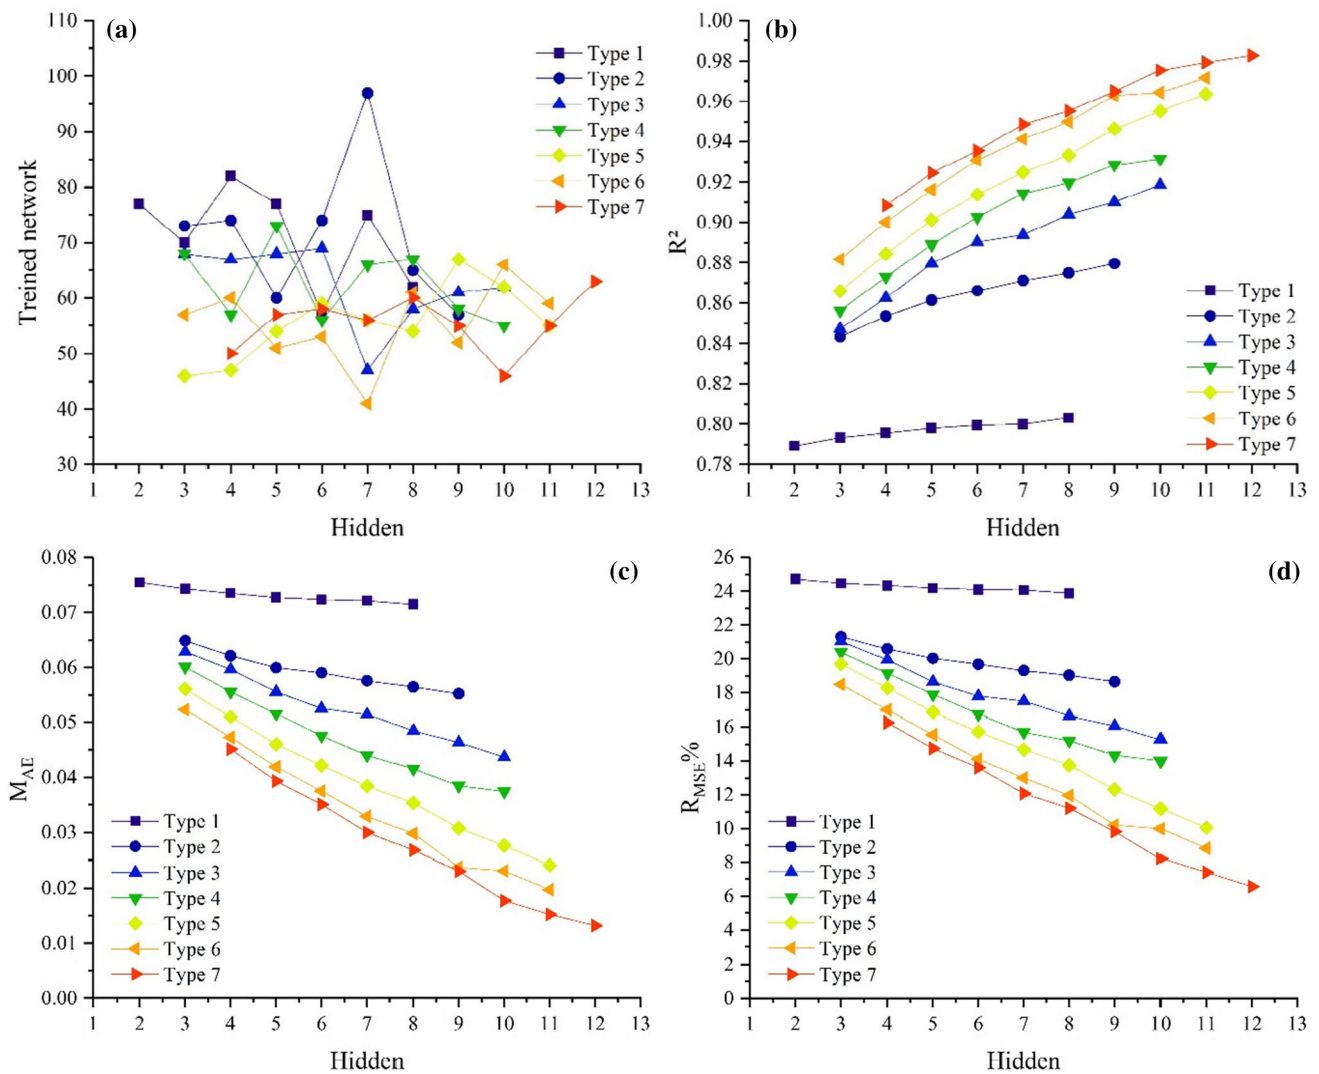 (a)
Treined network
110
100
90
80
70
60
50
40
30
1 2 3 4 5 6 7 8 9 10 11 12 13
Hidden
Type 1
Type 2
Type 3
Type 4
Type 5
Type 6
Type 7
(b)
R²
1.00
0.98
0.96
0.94
0.92
0.90
0.88
0.86
0.84
0.82
0.80
0.78
1 2 3 4 5 6 7 8 9 10 11 12 13
Hidden
Type 1
Type 2
Type 3
Type 4
Type 5
Type 6
Type 7
(c)
M_AE
0.08
0.07
0.06
0.05
0.04
0.03
0.02
0.01
0.00
1 2 3 4 5 6 7 8 9 10 11 12 13
Hidden
Type 1
Type 2
Type 3
Type 4
Type 5
Type 6
Type 7
(d)
R_MSE%
26
24
22
20
18
16
14
12
10
8
6
4
2
0
1 2 3 4 5 6 7 8 9 10 11 12 13
Hidden
Type 1
Type 2
Type 3
Type 4
Type 5
Type 6
Type 7